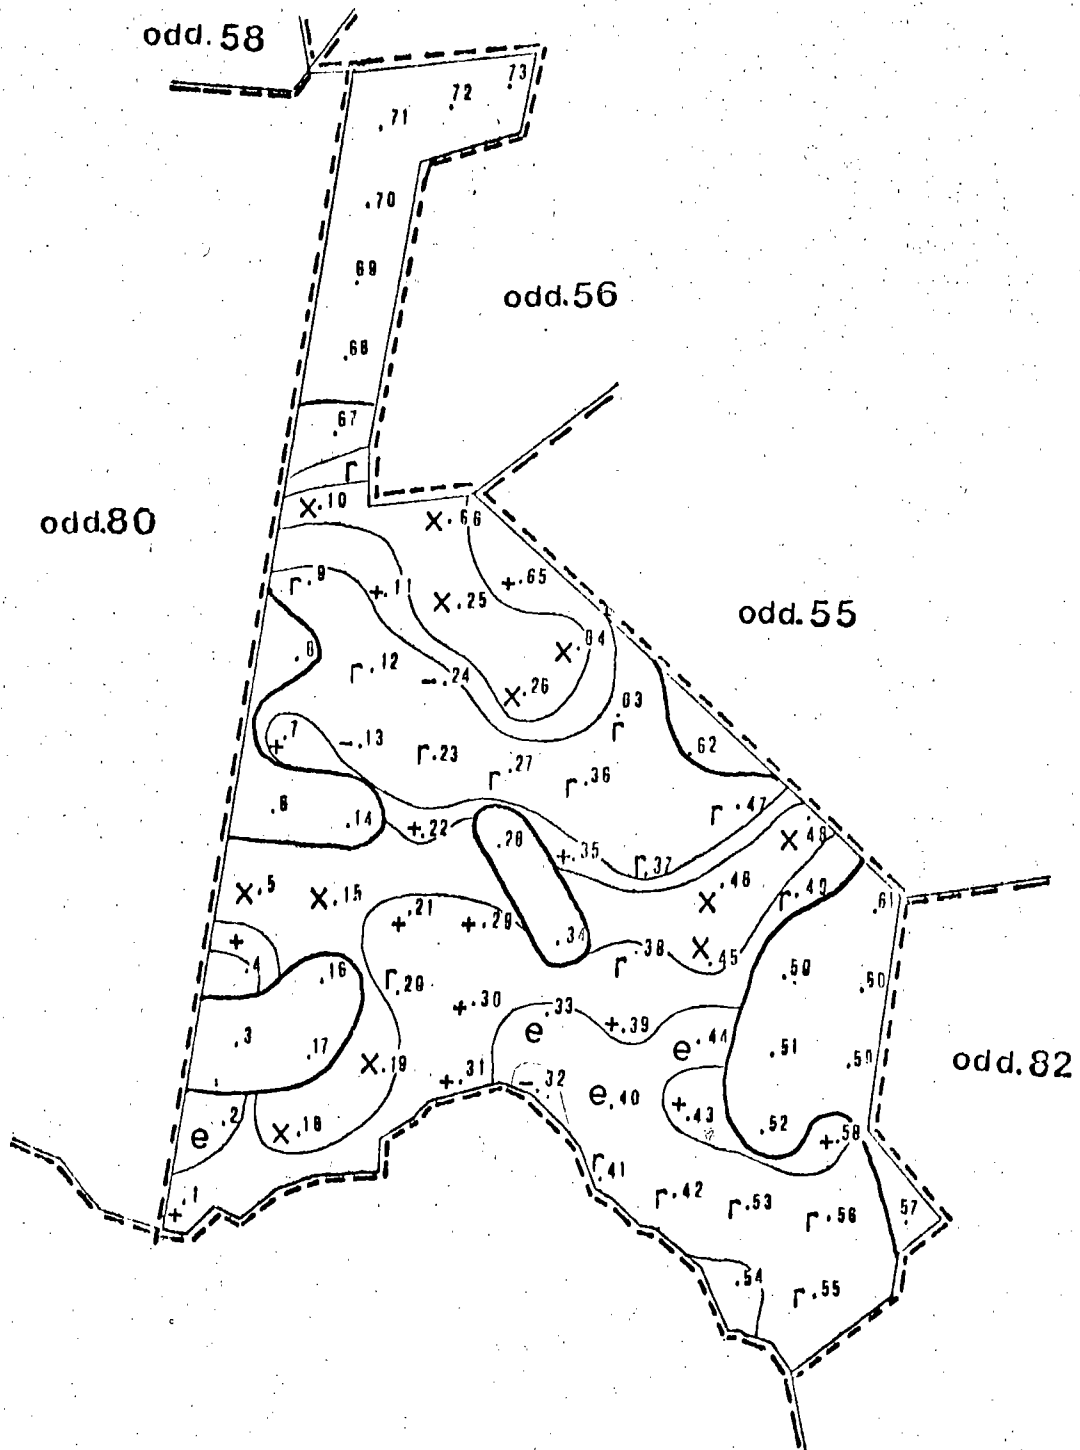 odd.58
73
72
.71
.70
69
.68
odd.56
67
r
x.10
x.66
odd.80
r.9
+.11
+.65
x.25
odd.55
.8
r.12
-.24
x.64
x.26
.63
r
+.7
-.13
r.23
r.27
r.36
.62
.6
.14
+.22
.28
+.35
r.37
r.47
x.48
x.5
x.15
+.21
+.29
x.46
r.49
.61
+
.4
.16
r.20
.34
r.38
x.45
.50
.60
.3
.17
x.19
+.30
e.33
+.39
e.44
.51
.59
odd.82
+.31
-.32
e.40
+.43
.52
+.58
e.2
x.18
r.41
r.42
r.53
r.56
57
+.1
.54
r.55